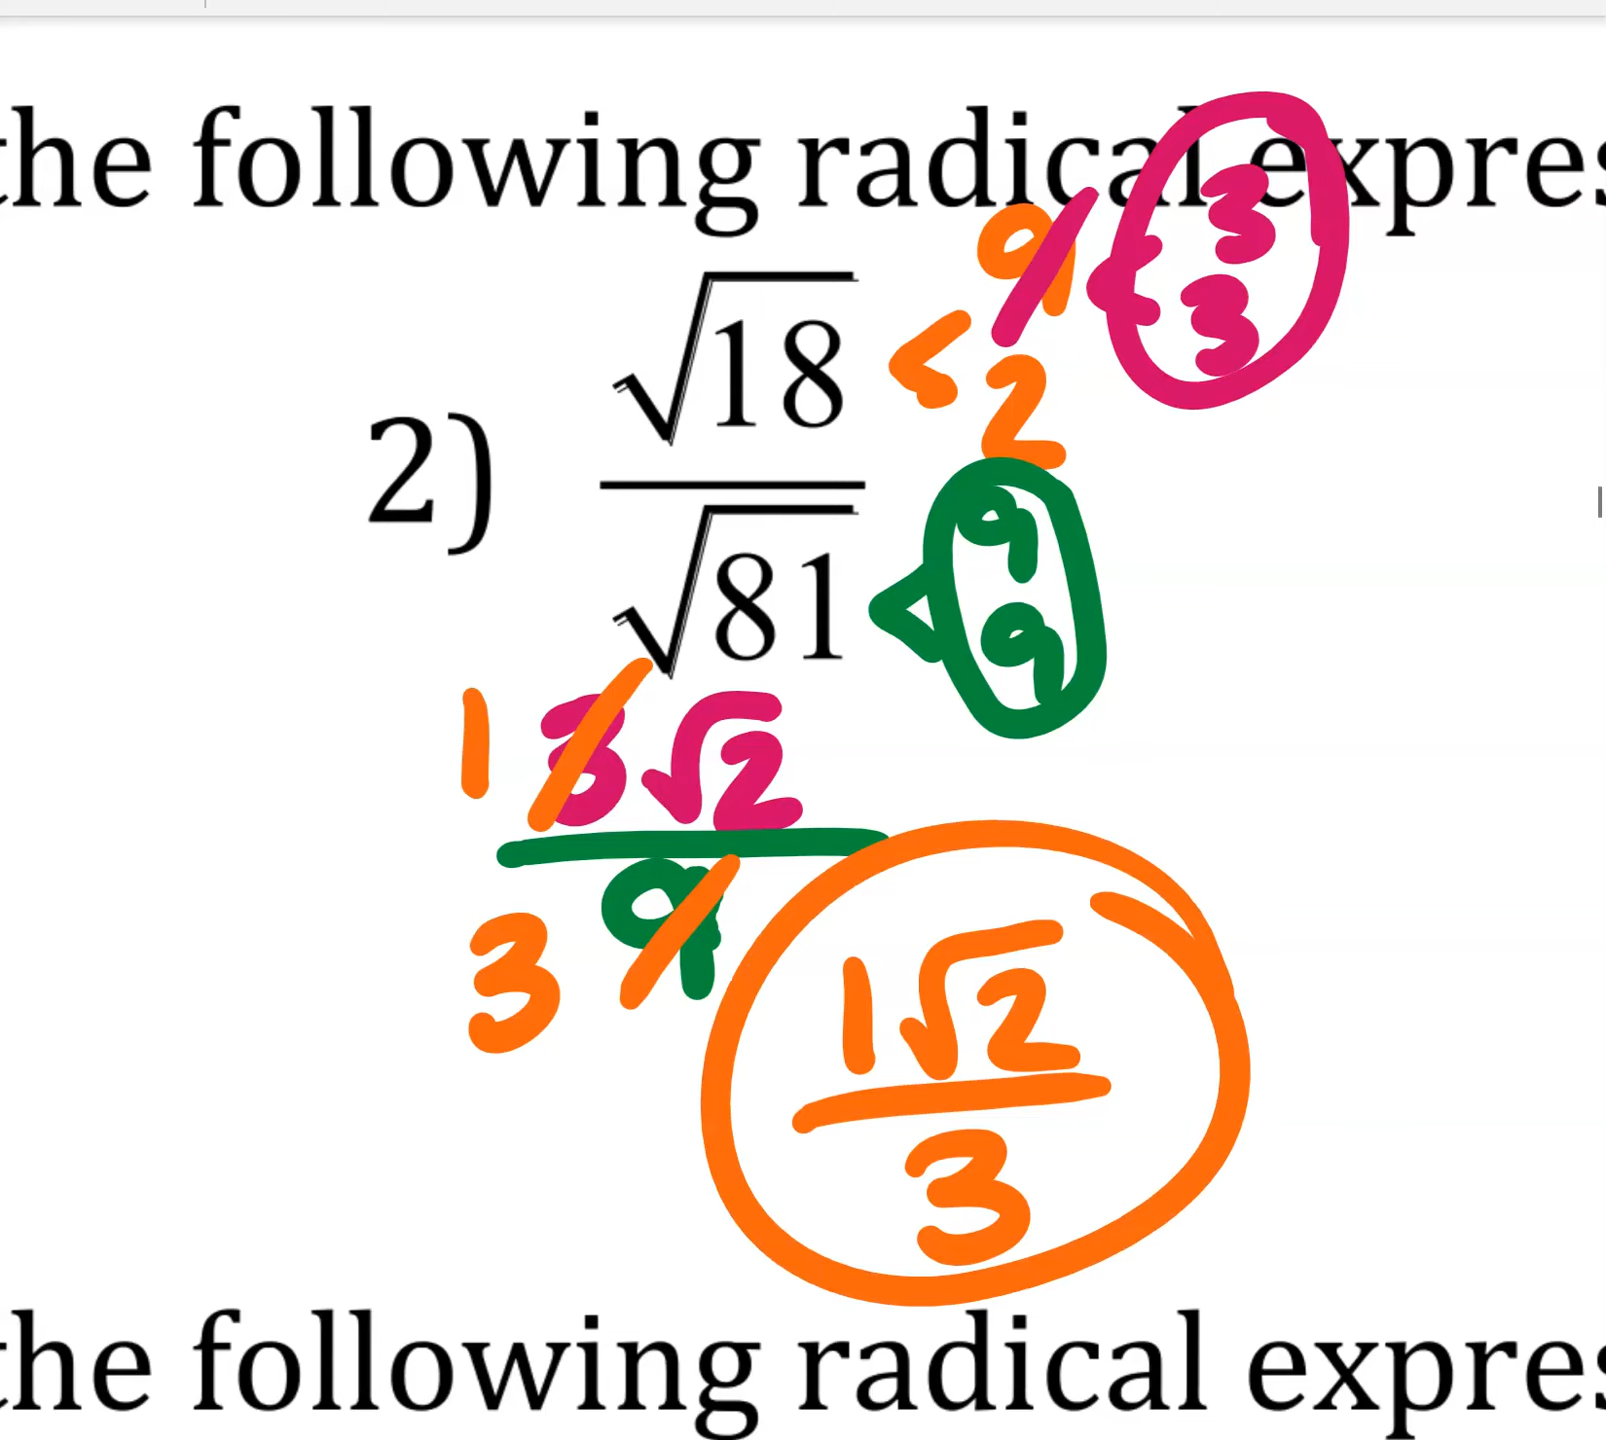 the following radical expres
2) √18 / √81
< 9 2
< 3 3
< 9 9
1 3√2
3 9
1√2 / 3
the following radical expres